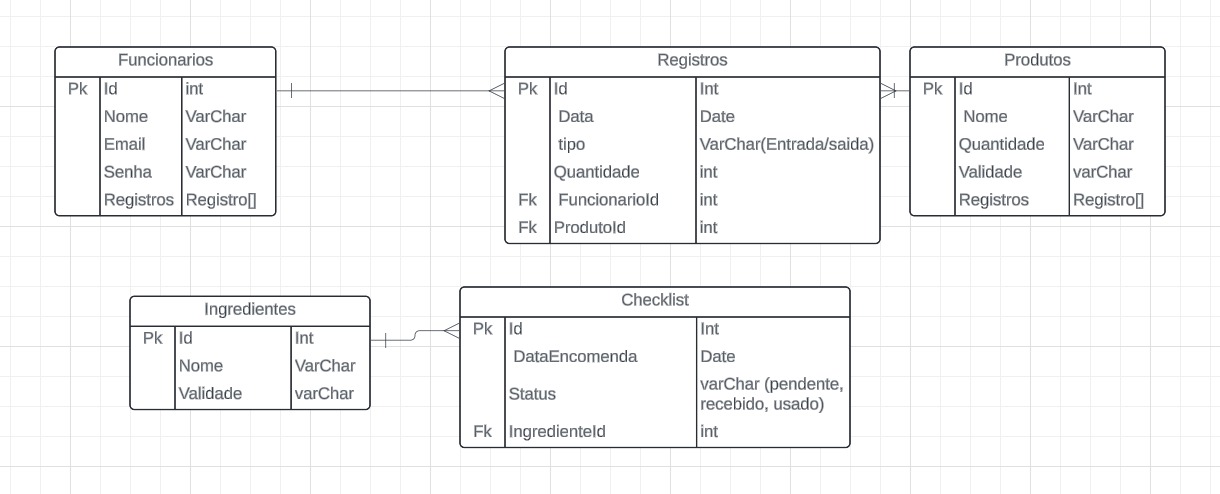 Funcionarios
Pk Id int
Nome VarChar
Email VarChar
Senha VarChar
Registros Registro[]
Registros
Pk Id Int
Data Date
tipo VarChar(Entrada/saida)
Quantidade int
Fk FuncionarioId int
Fk ProdutoId int
Produtos
Pk Id Int
Nome VarChar
Quantidade VarChar
Validade varChar
Registros Registro[]
Ingredientes
Pk Id Int
Nome VarChar
Validade varChar
Checklist
Pk Id Int
DataEncomenda Date
Status varChar (pendente,
recebido, usado)
Fk IngredienteId int